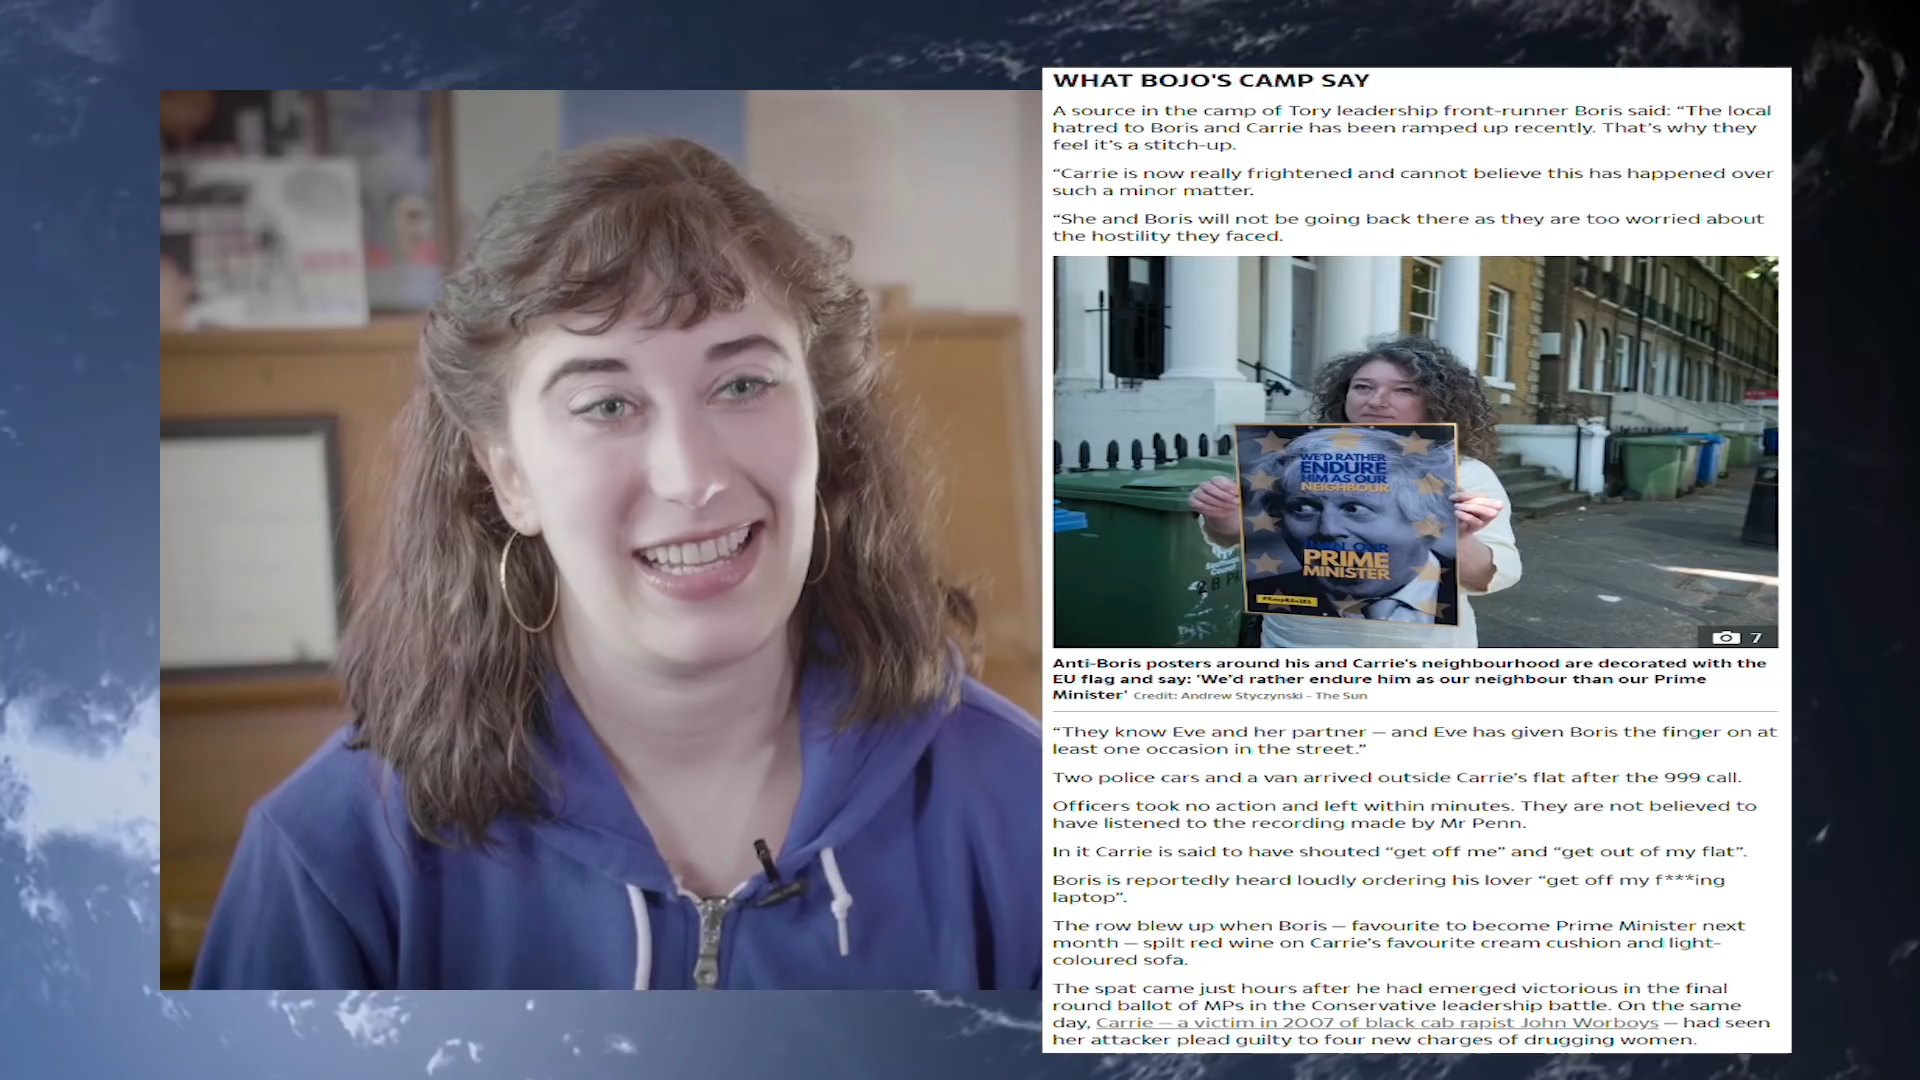 WHAT BOJO'S CAMP SAY
A source in the camp of Tory leadership front-runner Boris said: “The local
hatred to Boris and Carrie has been ramped up recently. That’s why they
feel it’s a stitch-up.
“Carrie is now really frightened and cannot believe this has happened over
such a minor matter.
“She and Boris will not be going back there as they are too worried about
the hostility they faced.
WE'D RATHER
ENDURE
HIM AS OUR
NEIGHBOUR
THAN OUR
PRIME
MINISTER
7
Anti-Boris posters around his and Carrie's neighbourhood are decorated with the
EU flag and say: 'We’d rather endure him as our neighbour than our Prime
Minister' Credit: Andrew Styczynski - The Sun
“They know Eve and her partner — and Eve has given Boris the finger on at
least one occasion in the street.”
Two police cars and a van arrived outside Carrie’s flat after the 999 call.
Officers took no action and left within minutes. They are not believed to
have listened to the recording made by Mr Penn.
In it Carrie is said to have shouted “get off me” and “get out of my flat”.
Boris is reportedly heard loudly ordering his lover “get off my f***ing
laptop”.
The row blew up when Boris — favourite to become Prime Minister next
month — spilt red wine on Carrie’s favourite cream cushion and light-
coloured sofa.
The spat came just hours after he had emerged victorious in the final
round ballot of MPs in the Conservative leadership battle. On the same
day, Carrie — a victim in 2007 of black cab rapist John Worboys — had seen
her attacker plead guilty to four new charges of drugging women.